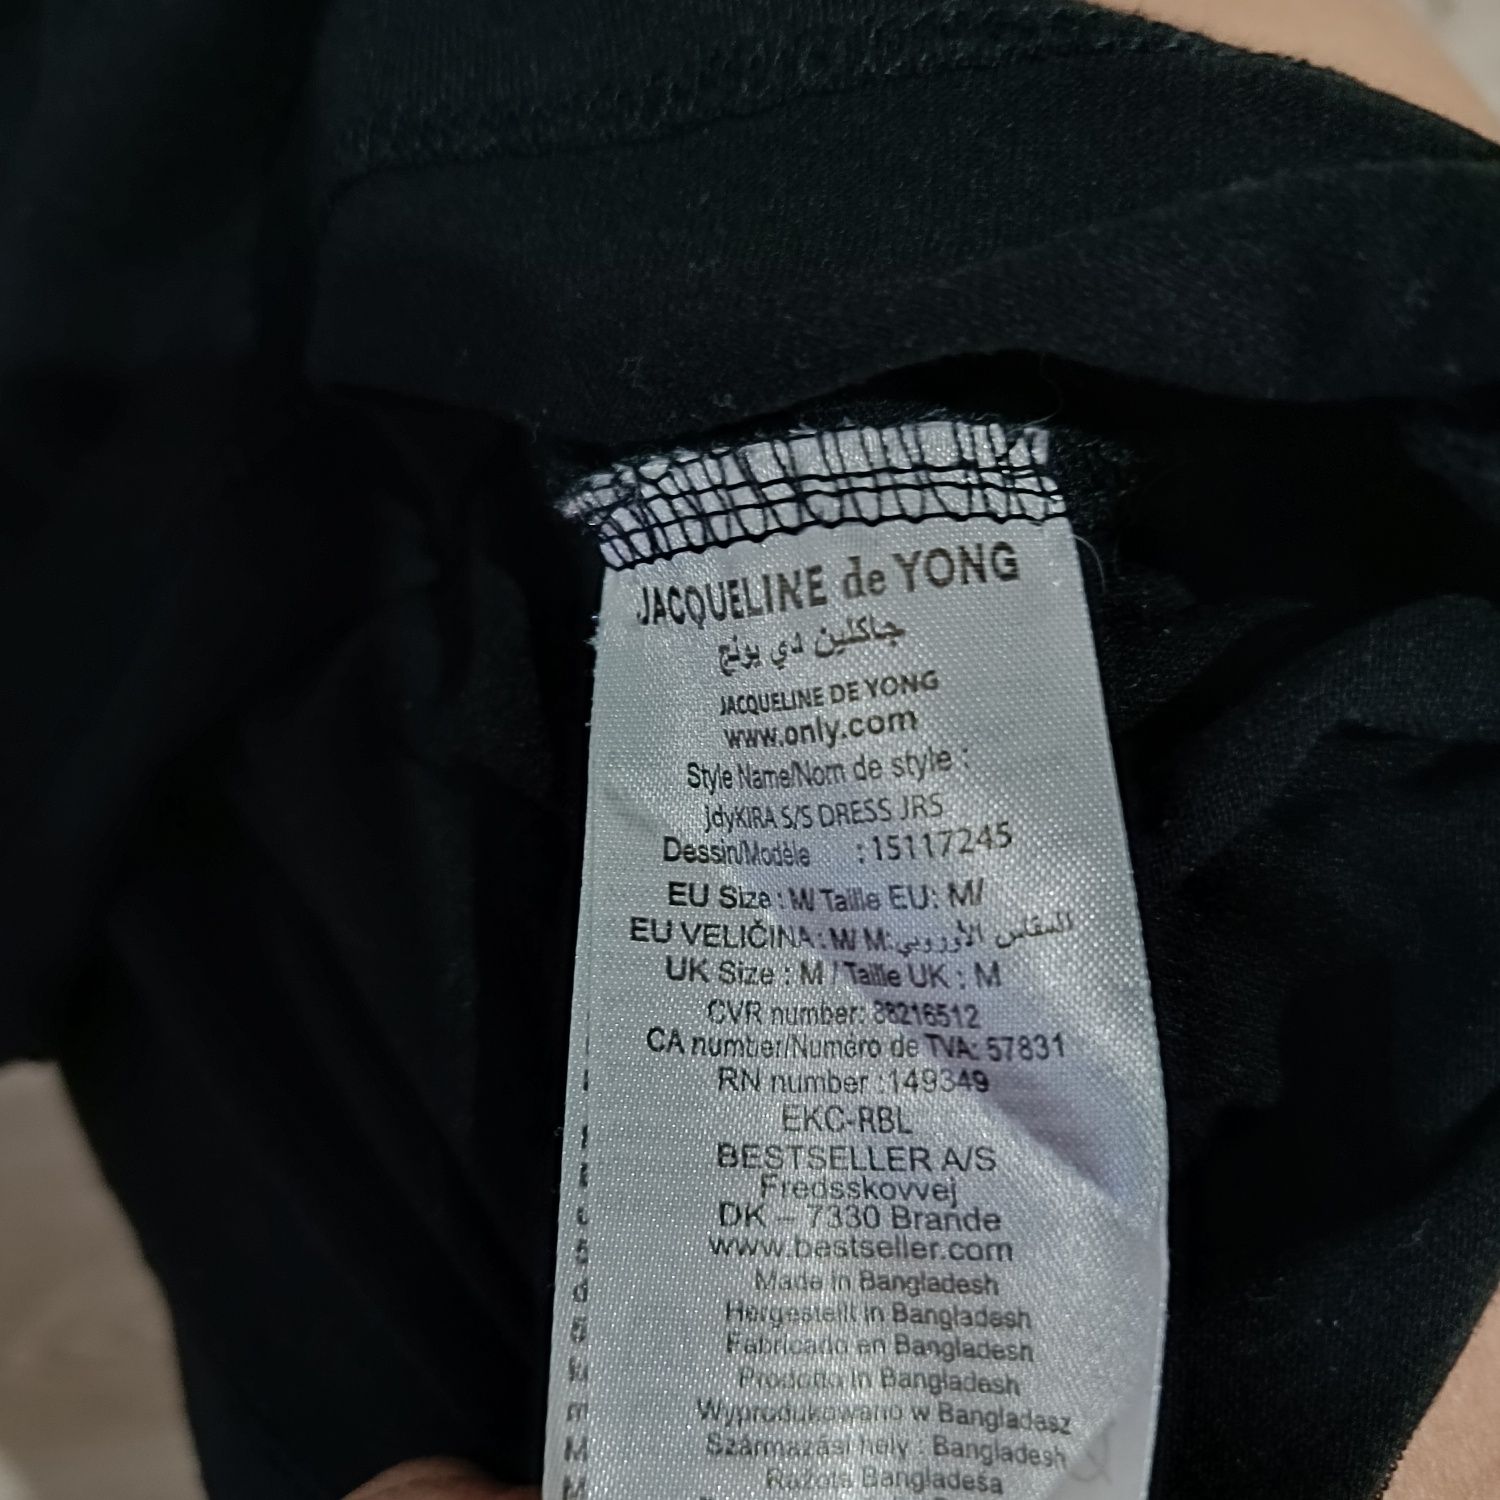 JACQUELINE de YONG
جاكلين دي يونج
JACQUELINE DE YONG
www.only.com
Style Name/Nom de style :
jdyKIRA S/S DRESS JRS
Dessin/Modèle : 15117245
EU Size : M/ Taille EU: M/
EU VELIČINA : M/ M: المقاس الأوروبي
UK Size : M / Taille UK : M
CVR number: 88216512
CA number/Numéro de TVA: 57831
RN number :149349
EKC-RBL
BESTSELLER A/S
Fredsskovvej
DK – 7330 Brande
www.bestseller.com
Made in Bangladesh
Hergestellt in Bangladesh
Fabricado en Bangladesh
Prodotto In Bangladesh
Wyprodukowano w Bangladesz
Származási hely : Bangladesh
Ražots Bangladeša